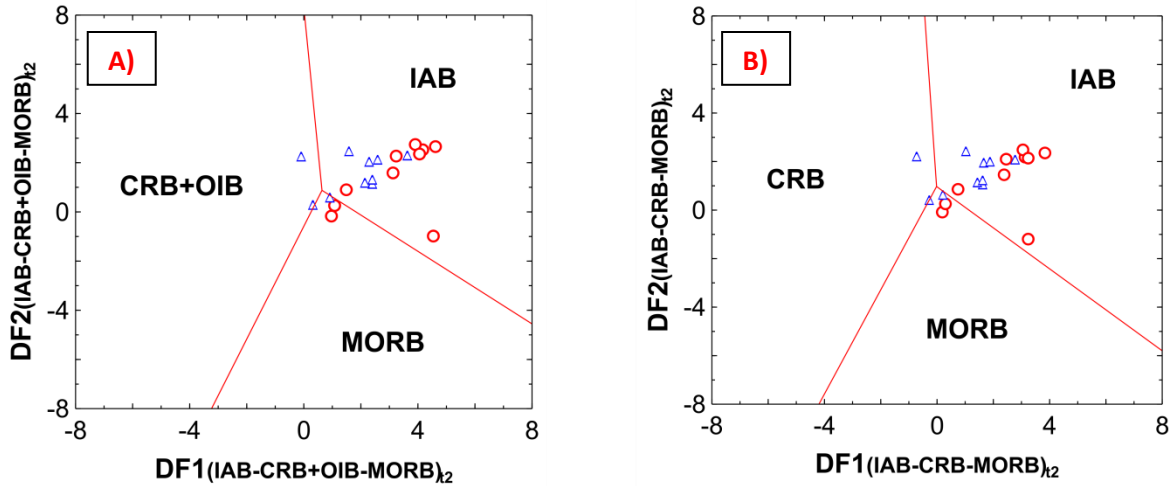 A)
IAB
CRB+OIB
MORB
8
4
0
-4
-8
-8
-4
0
4
8
DF2(IAB-CRB+OIB-MORB)t2
DF1(IAB-CRB+OIB-MORB)t2
B)
IAB
CRB
MORB
8
4
0
-4
-8
-8
-4
0
4
8
DF2(IAB-CRB-MORB)t2
DF1(IAB-CRB-MORB)t2